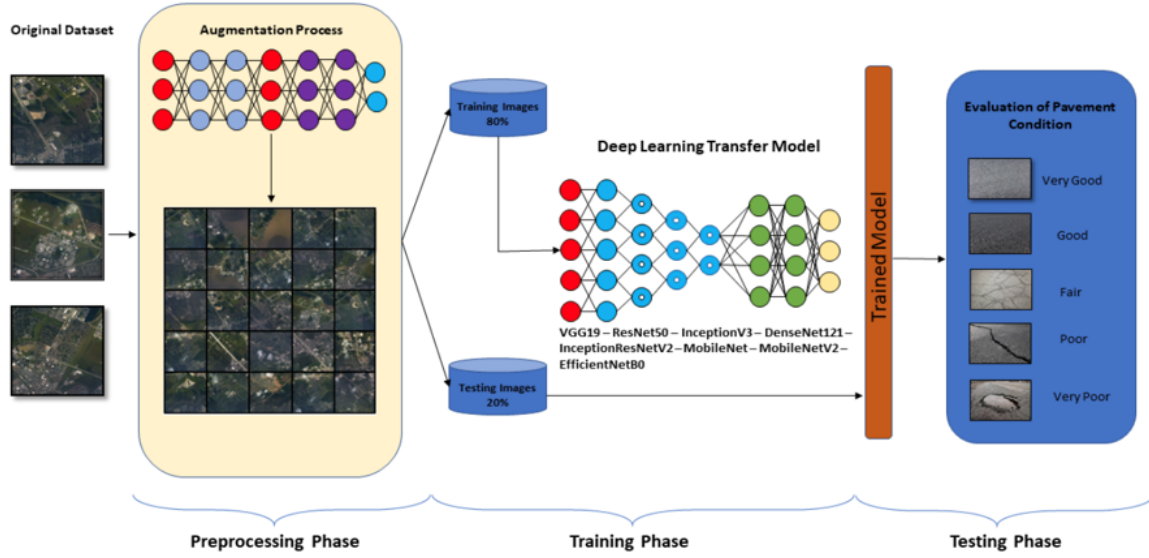 Original Dataset
Augmentation Process
Training Images
80%
Deep Learning Transfer Model
VGG19 – ResNet50 – InceptionV3 – DenseNet121 –
InceptionResNetV2 – MobileNet – MobileNetV2 –
EfficientNetB0
Testing Images
20%
Trained Model
Evaluation of Pavement
Condition
Very Good
Good
Fair
Poor
Very Poor
Preprocessing Phase
Training Phase
Testing Phase